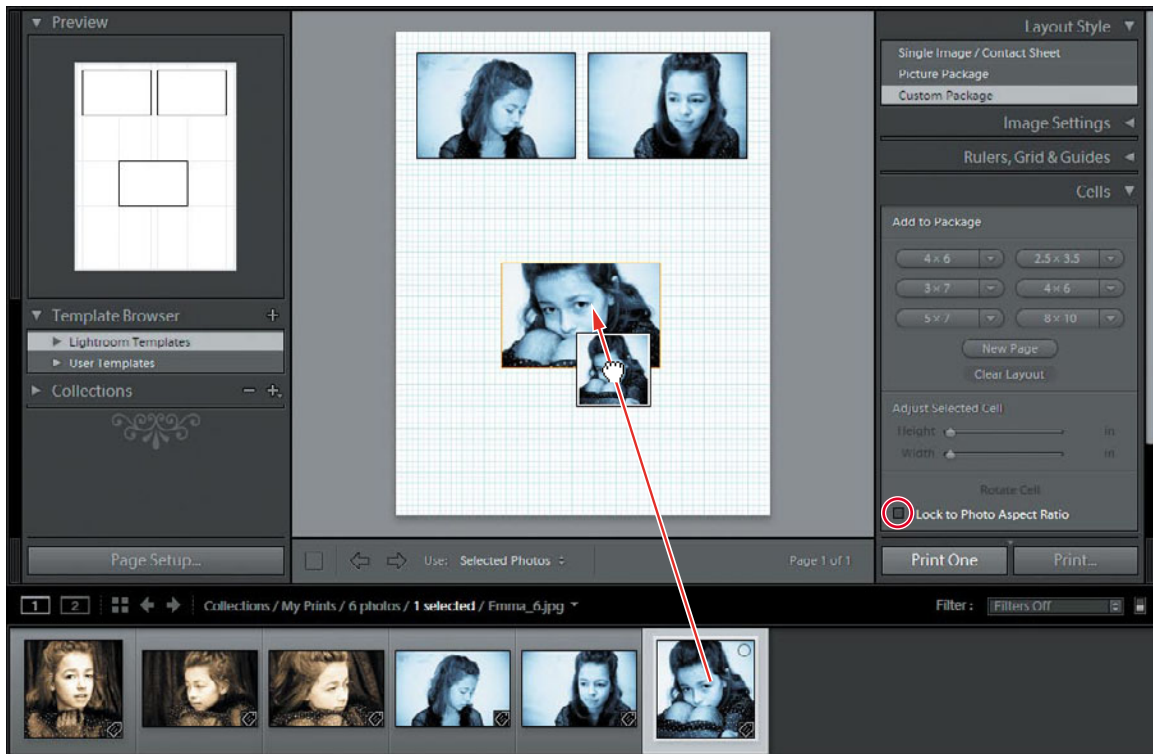 Preview
Template Browser +
Lightroom Templates
User Templates
Collections − +
Page Setup...
Use: Selected Photos
Page 1 of 1
Layout Style
Single Image / Contact Sheet
Picture Package
Custom Package
Image Settings
Rulers, Grid & Guides
Cells
Add to Package
4 × 6 2.5 × 3.5
3 × 7 4 × 6
5 × 7 8 × 10
New Page
Clear Layout
Adjust Selected Cell
Height in
Width in
Rotate Cell
Lock to Photo Aspect Ratio
Print One Print...
1 2 Collections / My Prints / 6 photos / 1 selected / Emma_6.jpg
Filter : Filters Off